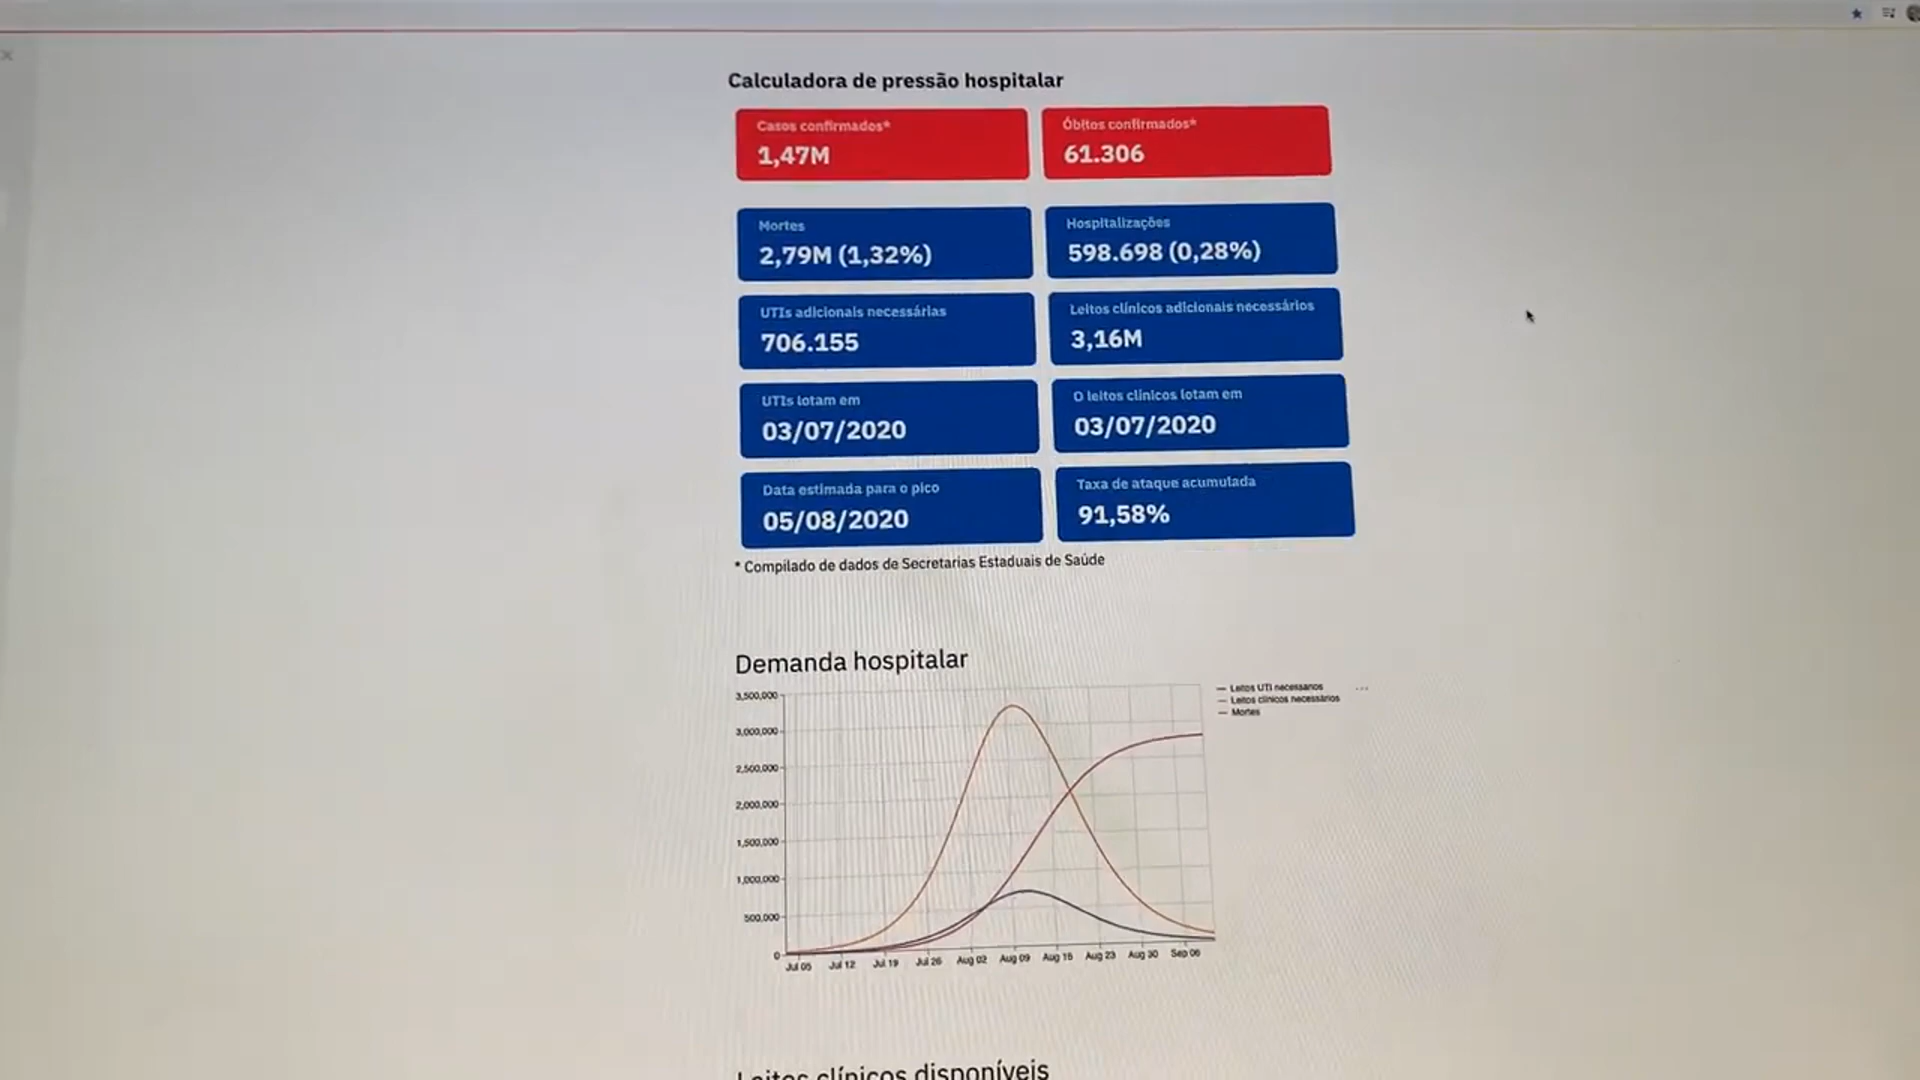 Calculadora de pressão hospitalar
Casos confirmados*
1,47M
Óbitos confirmados*
61.306
Mortes
2,79M (1,32%)
Hospitalizações
598.698 (0,28%)
UTIs adicionais necessárias
706.155
Leitos clínicos adicionais necessários
3,16M
UTIs lotam em
03/07/2020
O leitos clínicos lotam em
03/07/2020
Data estimada para o pico
05/08/2020
Taxa de ataque acumulada
91,58%
* Compilado de dados de Secretarias Estaduais de Saúde
Demanda hospitalar
3,500,000
3,000,000
2,500,000
2,000,000
1,500,000
1,000,000
500,000
0
Jul 05 Jul 12 Jul 19 Jul 26 Aug 02 Aug 09 Aug 16 Aug 23 Aug 30 Sep 06
Leitos UTI necessários
Leitos clínicos necessários
Mortes
Leitos clínicos disponíveis